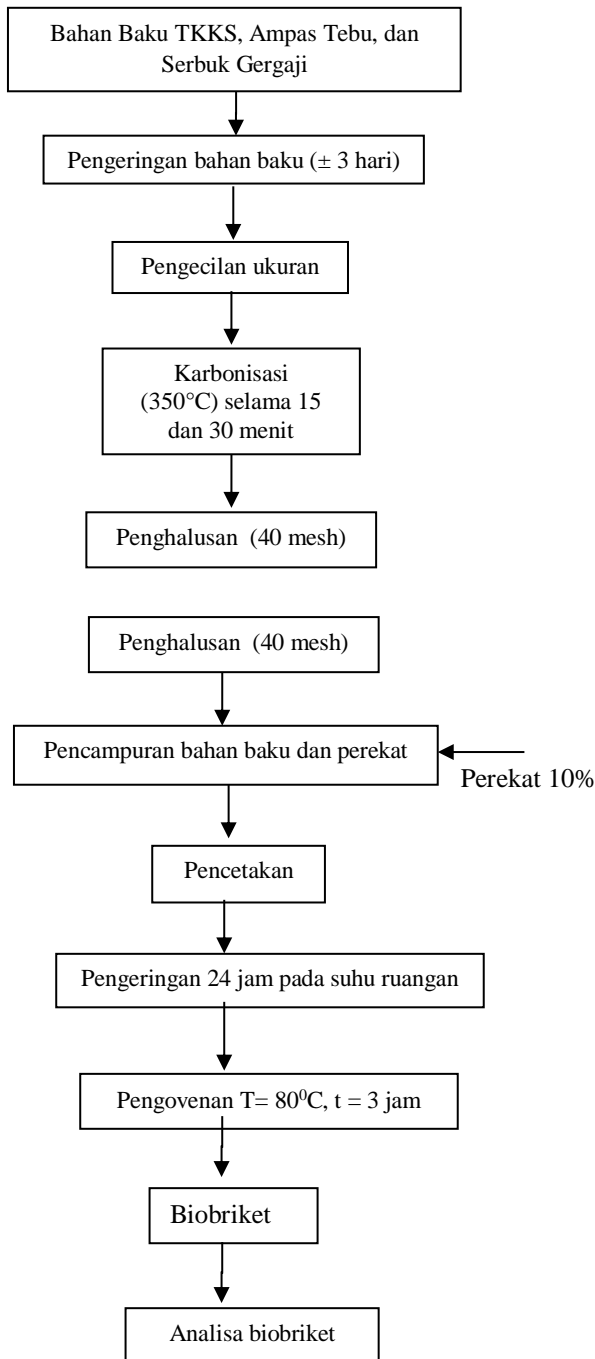 Bahan Baku TKKS, Ampas Tebu, dan
Serbuk Gergaji
Pengeringan bahan baku (± 3 hari)
Pengecilan ukuran
Karbonisasi
(350°C) selama 15
dan 30 menit
Penghalusan (40 mesh)
Penghalusan (40 mesh)
Pencampuran bahan baku dan perekat
Perekat 10%
Pencetakan
Pengeringan 24 jam pada suhu ruangan
Pengovenan T= 80⁰C, t = 3 jam
Biobriket
Analisa biobriket